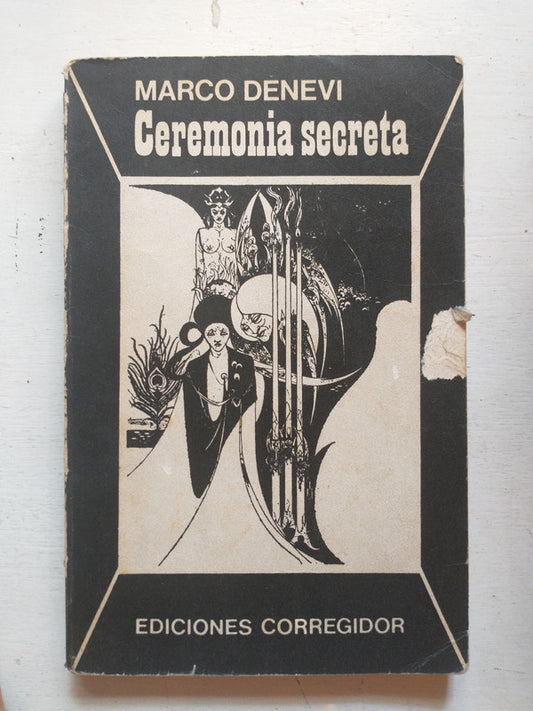 MARCO DENEVI
Ceremonia secreta
EDICIONES CORREGIDOR